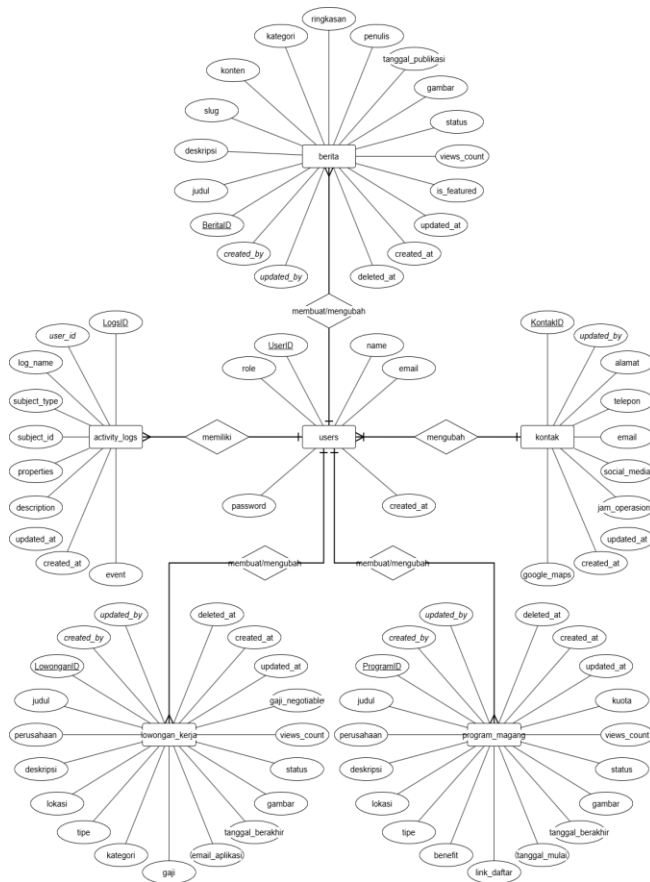 ringkasan
kategori
penulis
tanggal_publikasi
konten
gambar
slug
status
deskripsi
berita
views_count
judul
is_featured
BeritaID
updated_at
created_by
created_at
updated_by
deleted_at
membuat/mengubah
LogsID
KontakID
user_id
UserID
name
updated_by
log_name
role
email
alamat
subject_type
telepon
subject_id
activity_logs
memiliki
users
mengubah
kontak
email
properties
social_media
description
password
created_at
jam_operasion
updated_at
updated_at
created_at
created_at
event
google_maps
membuat/mengubah
membuat/mengubah
updated_by
deleted_at
updated_by
deleted_at
created_by
created_at
created_by
created_at
LowonganID
updated_at
ProgramID
updated_at
judul
gaji_negotiable
judul
kuota
perusahaan
lowongan_kerja
views_count
perusahaan
program_magang
views_count
deskripsi
status
deskripsi
status
lokasi
gambar
lokasi
gambar
tipe
tanggal_berakhir
tipe
tanggal_berakhir
kategori
email_aplikasi
benefit
tanggal_mulai
gaji
link_daftar